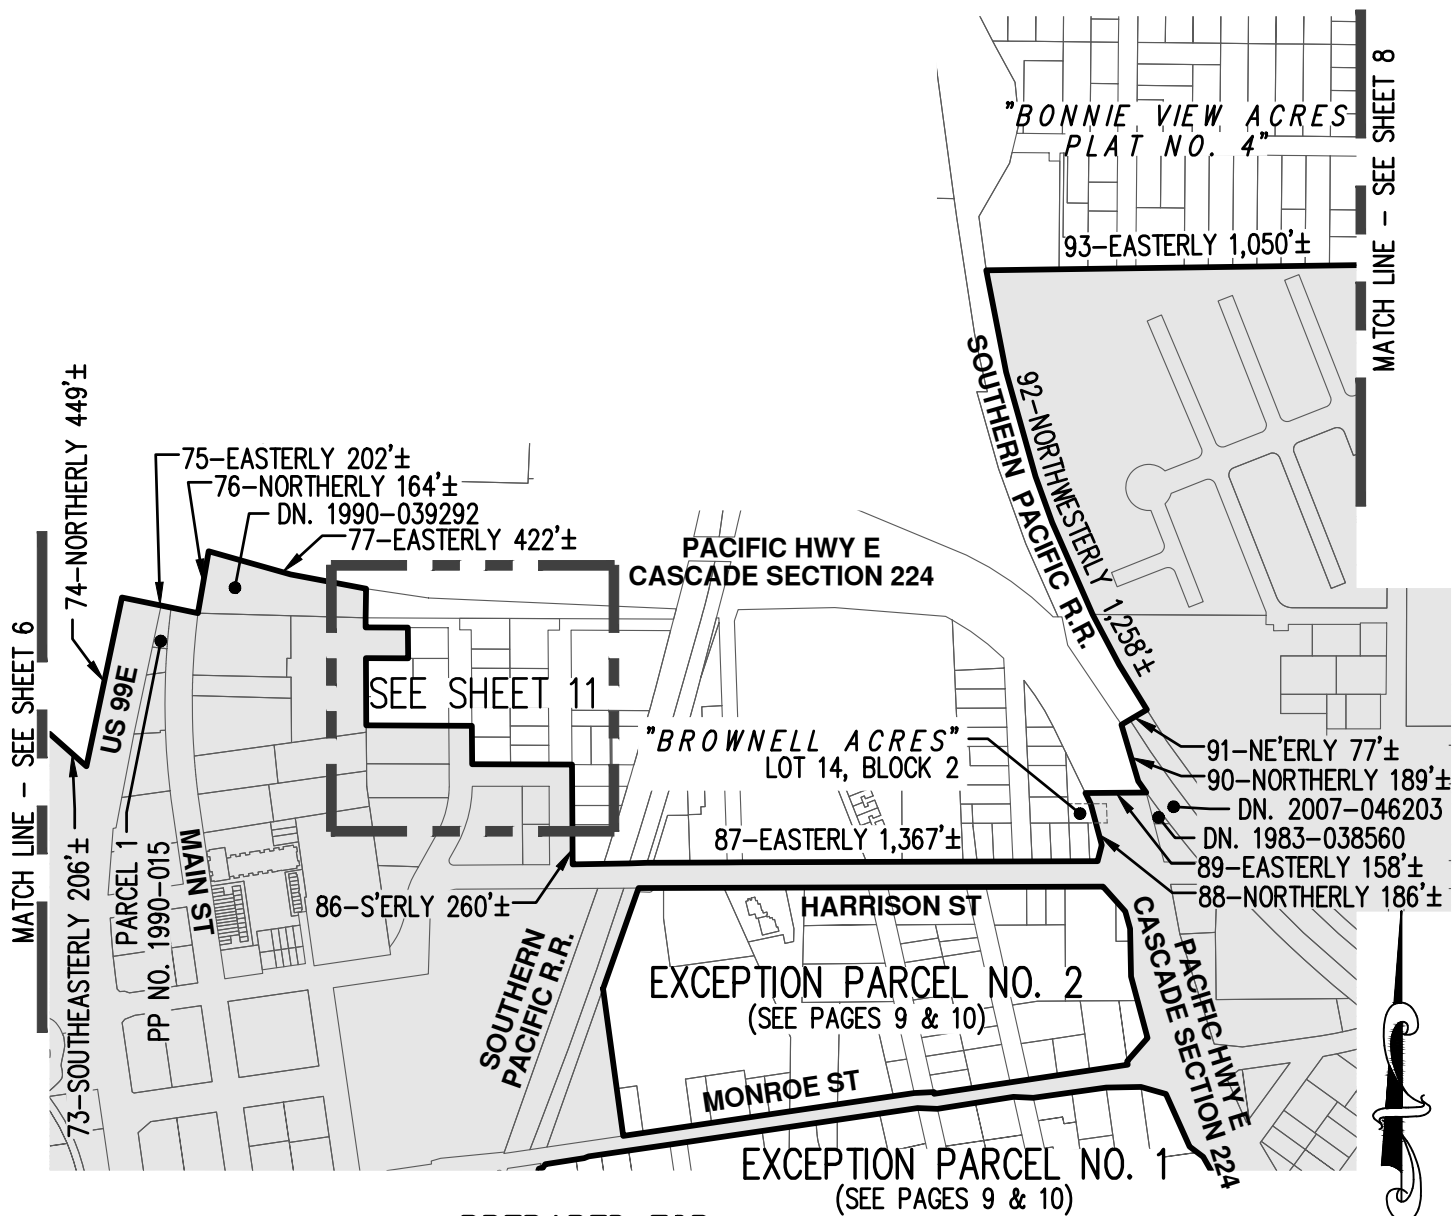 "BONNIE VIEW ACRES
PLAT NO. 4"
MATCH LINE - SEE SHEET 8
93-EASTERLY 1,050'±
SOUTHERN PACIFIC R.R.
92-NORTHWESTERLY 1,258'±
74-NORTHERLY 449'±
75-EASTERLY 202'±
76-NORTHERLY 164'±
DN. 1990-039292
77-EASTERLY 422'±
PACIFIC HWY E
CASCADE SECTION 224
MATCH LINE - SEE SHEET 6
US 99E
SEE SHEET 11
"BROWNELL ACRES"
LOT 14, BLOCK 2
91-NE'ERLY 77'±
90-NORTHERLY 189'±
DN. 2007-046203
DN. 1983-038560
89-EASTERLY 158'±
88-NORTHERLY 186'±
87-EASTERLY 1,367'±
73-SOUTHEASTERLY 206'±
PARCEL 1
PP NO. 1990-015
MAIN ST
86-S'ERLY 260'±
HARRISON ST
SOUTHERN
PACIFIC R.R.
EXCEPTION PARCEL NO. 2
(SEE PAGES 9 & 10)
PACIFIC HWY E
CASCADE SECTION 224
MONROE ST
EXCEPTION PARCEL NO. 1
(SEE PAGES 9 & 10)